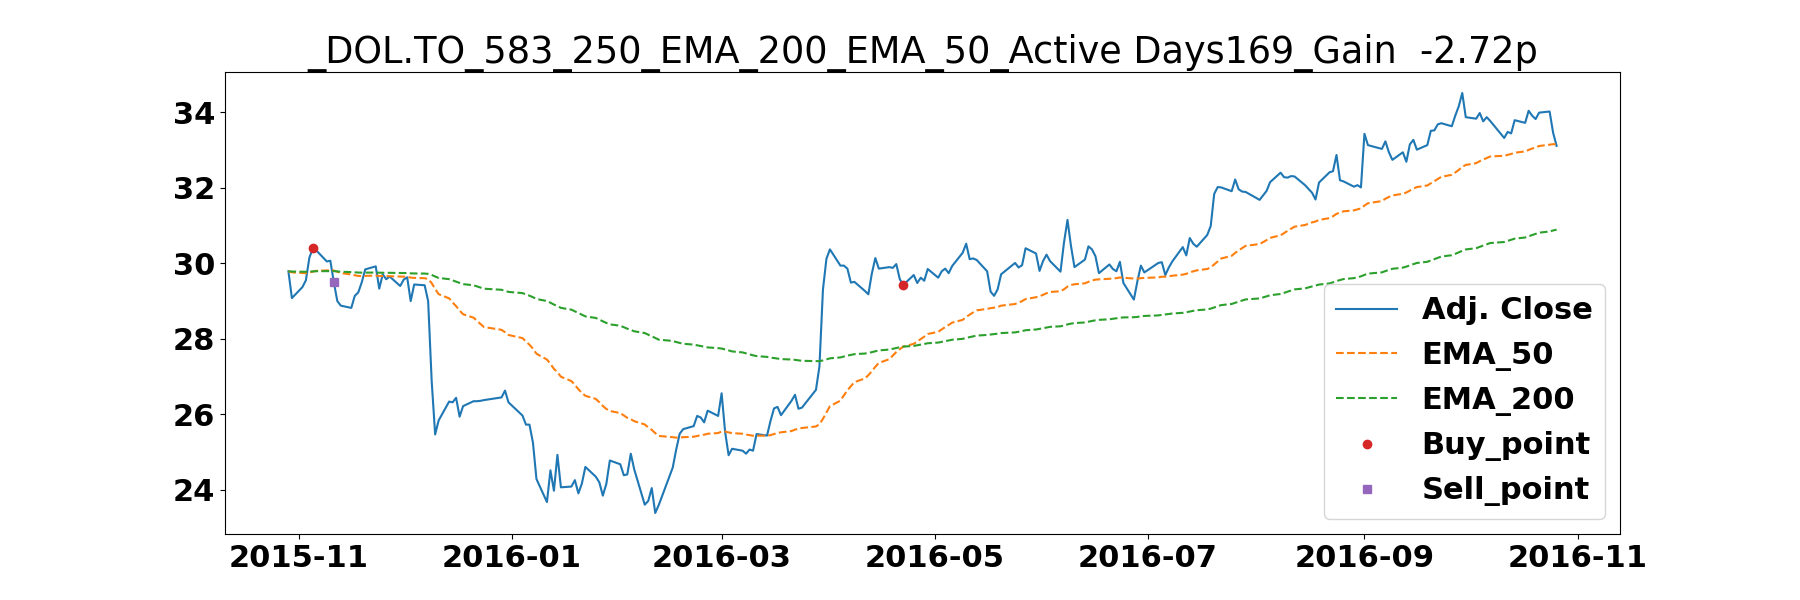 _DOL.TO_583_250_EMA_200_EMA_50_Active Days169_Gain  -2.72p
34
32
30
28
26
24
Adj. Close
EMA_50
EMA_200
Buy_point
Sell_point
2015-11 2016-01 2016-03 2016-05 2016-07 2016-09 2016-11